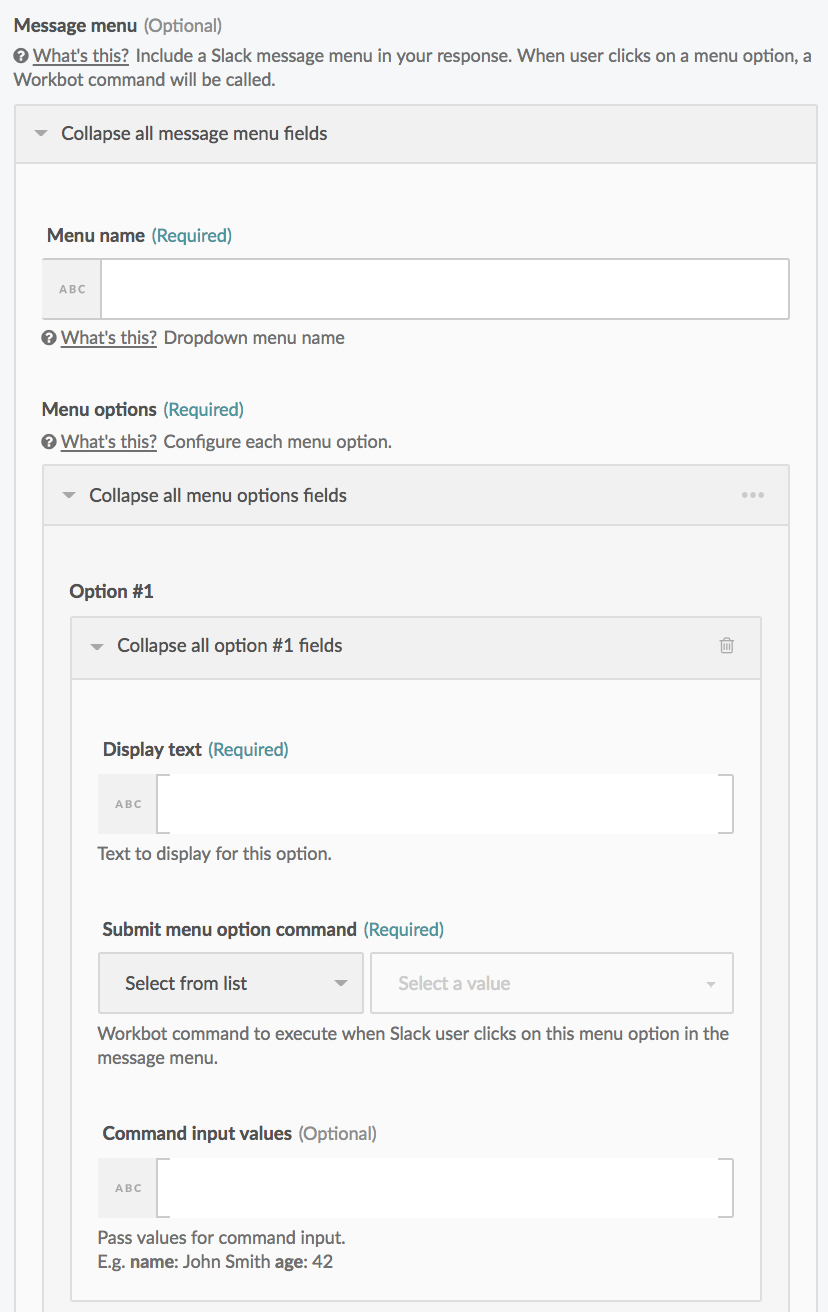 Message menu (Optional)
What's this? Include a Slack message menu in your response. When user clicks on a menu option, a
Workbot command will be called.
Collapse all message menu fields
Menu name (Required)
ABC
What's this? Dropdown menu name
Menu options (Required)
What's this? Configure each menu option.
Collapse all menu options fields
Option #1
Collapse all option #1 fields
Display text (Required)
ABC
Text to display for this option.
Submit menu option command (Required)
Select from list Select a value
Workbot command to execute when Slack user clicks on this menu option in the
message menu.
Command input values (Optional)
ABC
Pass values for command input.
E.g. name: John Smith age: 42